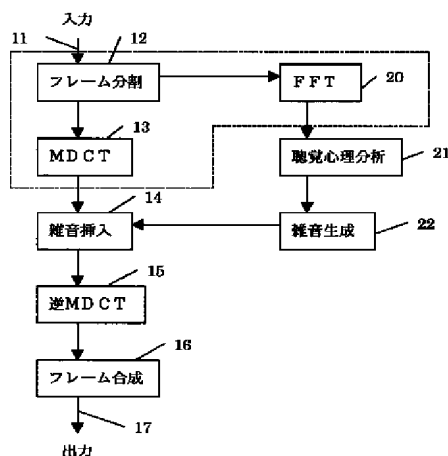 入力
11
12
フレーム分割
FFT
20
13
MDCT
聴覚心理分析
21
14
雑音挿入
雑音生成
22
15
逆MDCT
16
フレーム合成
17
出力